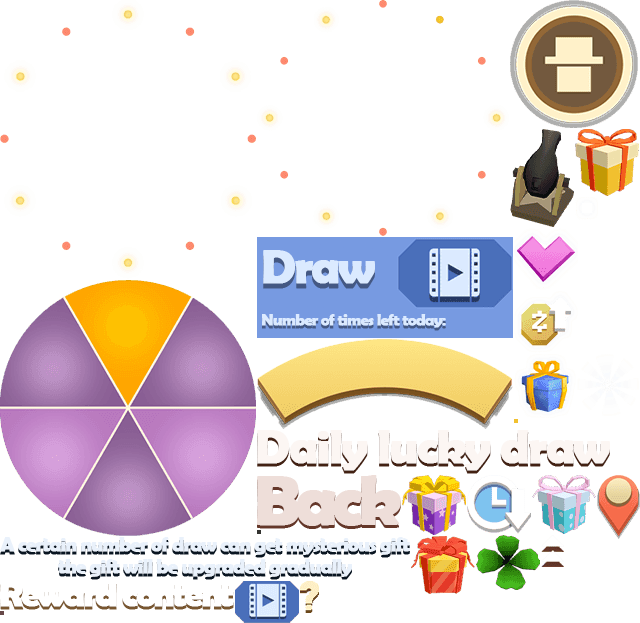 Draw
Number of times left today:
Daily lucky draw
Back
A certain number of draw can get mysterious gift
the gift will be upgraded gradually
Reward content
?